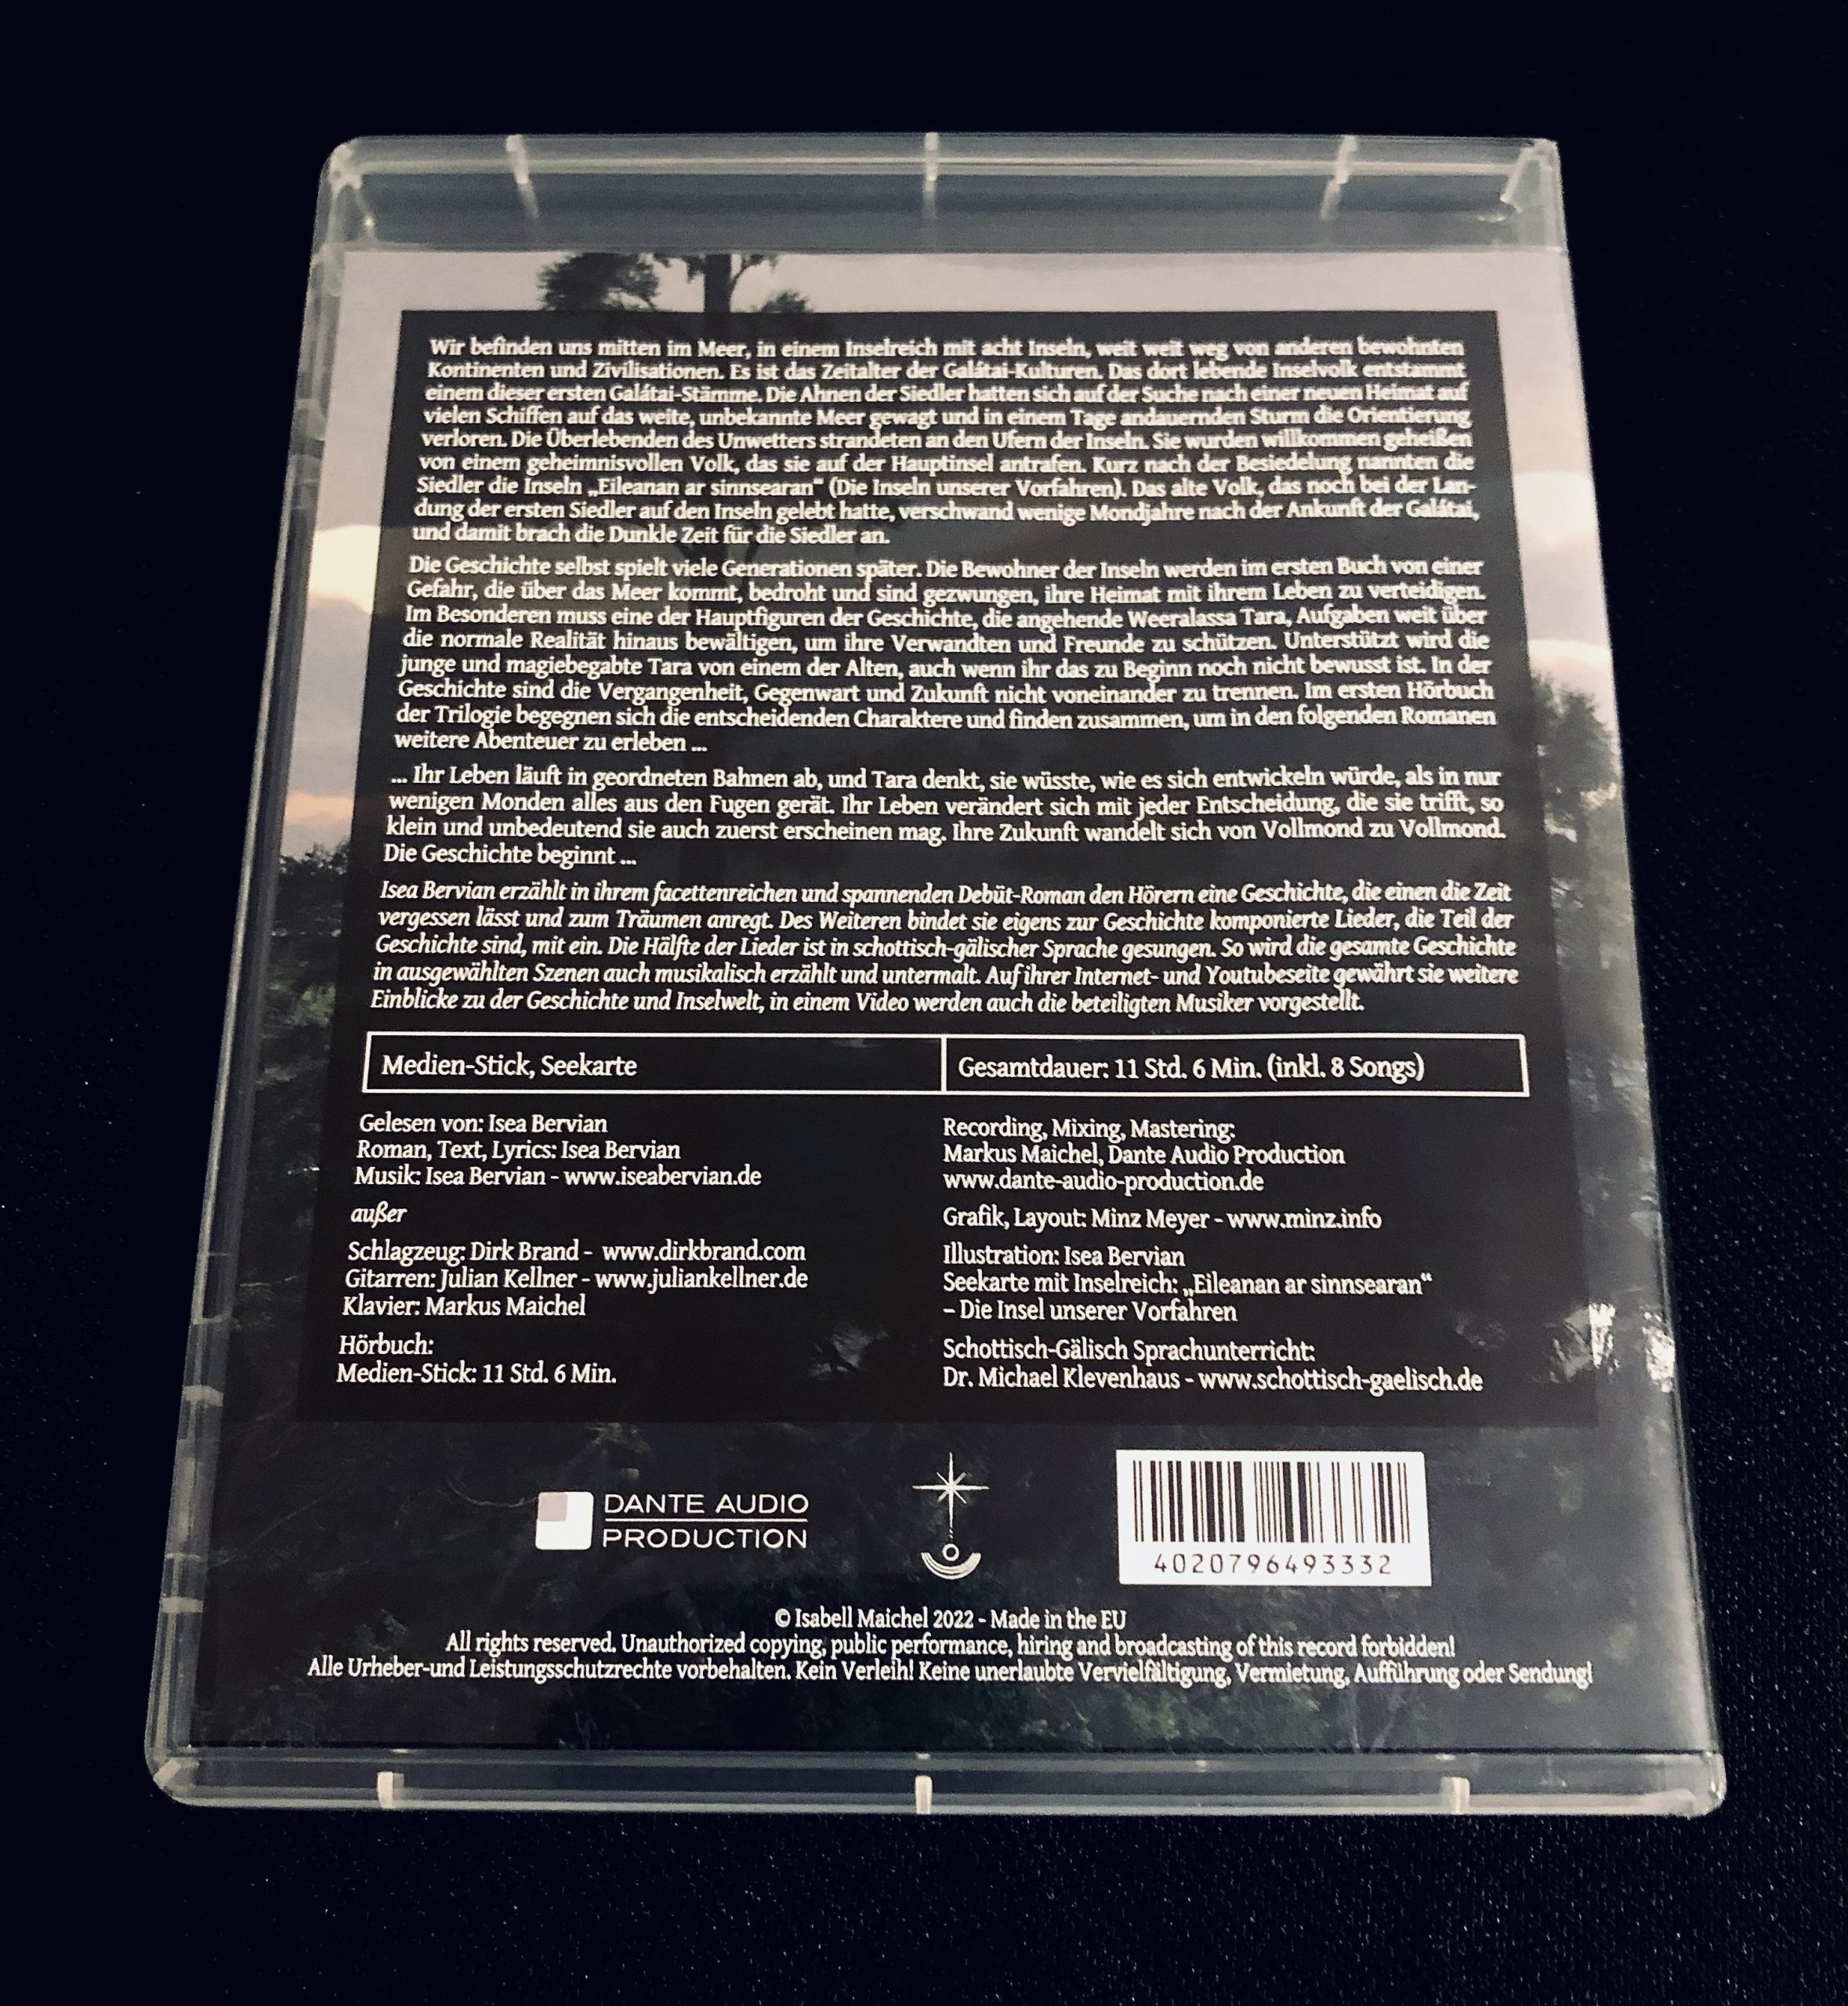 Wir befinden uns mitten im Meer, in einem Inselreich mit acht Inseln, weit weit weg von anderen bewohnten
Kontinenten und Zivilisationen. Es ist das Zeitalter der Galátai-Kulturen. Das dort lebende Inselvolk entstammt
einem dieser ersten Galátai-Stämme. Die Ahnen der Siedler hatten sich auf der Suche nach einer neuen Heimat auf
vielen Schiffen auf das weite, unbekannte Meer gewagt und in einem Tage andauernden Sturm die Orientierung
verloren. Die Überlebenden des Unwetters strandeten an den Ufern der Inseln. Sie wurden willkommen geheißen
von einem geheimnisvollen Volk, das sie auf der Hauptinsel antrafen. Kurz nach der Besiedelung nannten die
Siedler die Inseln „Eileanan ar sinnsearan“ (Die Inseln unserer Vorfahren). Das alte Volk, das noch bei der Lan-
dung der ersten Siedler auf den Inseln gelebt hatte, verschwand wenige Mondjahre nach der Ankunft der Galátai,
und damit brach die Dunkle Zeit für die Siedler an.
Die Geschichte selbst spielt viele Generationen später. Die Bewohner der Inseln werden im ersten Buch von einer
Gefahr, die über das Meer kommt, bedroht und sind gezwungen, ihre Heimat mit ihrem Leben zu verteidigen.
Im Besonderen muss eine der Hauptfiguren der Geschichte, die angehende Weeralassa Tara, Aufgaben weit über
die normale Realität hinaus bewältigen, um ihre Verwandten und Freunde zu schützen. Unterstützt wird die
junge und magiebegabte Tara von einem der Alten, auch wenn ihr das zu Beginn noch nicht bewusst ist. In der
Geschichte sind die Vergangenheit, Gegenwart und Zukunft nicht voneinander zu trennen. Im ersten Hörbuch
der Trilogie begegnen sich die entscheidenden Charaktere und finden zusammen, um in den folgenden Romanen
weitere Abenteuer zu erleben ...
... Ihr Leben läuft in geordneten Bahnen ab, und Tara denkt, sie wüsste, wie es sich entwickeln würde, als in nur
wenigen Monden alles aus den Fugen gerät. Ihr Leben verändert sich mit jeder Entscheidung, die sie trifft, so
klein und unbedeutend sie auch zuerst erscheinen mag. Ihre Zukunft wandelt sich von Vollmond zu Vollmond.
Die Geschichte beginnt ...
Isea Bervian erzählt in ihrem facettenreichen und spannenden Debüt-Roman den Hörern eine Geschichte, die einen die Zeit
vergessen lässt und zum Träumen anregt. Des Weiteren bindet sie eigens zur Geschichte komponierte Lieder, die Teil der
Geschichte sind, mit ein. Die Hälfte der Lieder ist in schottisch-gälischer Sprache gesungen. So wird die gesamte Geschichte
in ausgewählten Szenen auch musikalisch erzählt und untermalt. Auf ihrer Internet- und Youtubeseite gewährt sie weitere
Einblicke zu der Geschichte und Inselwelt, in einem Video werden auch die beteiligten Musiker vorgestellt.
Medien-Stick, Seekarte
Gesamtdauer: 11 Std. 6 Min. (inkl. 8 Songs)
Gelesen von: Isea Bervian
Roman, Text, Lyrics: Isea Bervian
Musik: Isea Bervian - www.iseabervian.de
außer
Schlagzeug: Dirk Brand - www.dirkbrand.com
Gitarren: Julian Kellner - www.juliankellner.de
Klavier: Markus Maichel
Hörbuch:
Medien-Stick: 11 Std. 6 Min.
Recording, Mixing, Mastering:
Markus Maichel, Dante Audio Production
www.dante-audio-production.de
Grafik, Layout: Minz Meyer - www.minz.info
Illustration: Isea Bervian
Seekarte mit Inselreich: „Eileanan ar sinnsearan“
– Die Insel unserer Vorfahren
Schottisch-Gälisch Sprachunterricht:
Dr. Michael Klevenhaus - www.schottisch-gaelisch.de
DANTE AUDIO
PRODUCTION
4020796493332
© Isabell Maichel 2022 - Made in the EU
All rights reserved. Unauthorized copying, public performance, hiring and broadcasting of this record forbidden!
Alle Urheber-und Leistungsschutzrechte vorbehalten. Kein Verleih! Keine unerlaubte Vervielfältigung, Vermietung, Aufführung oder Sendung!